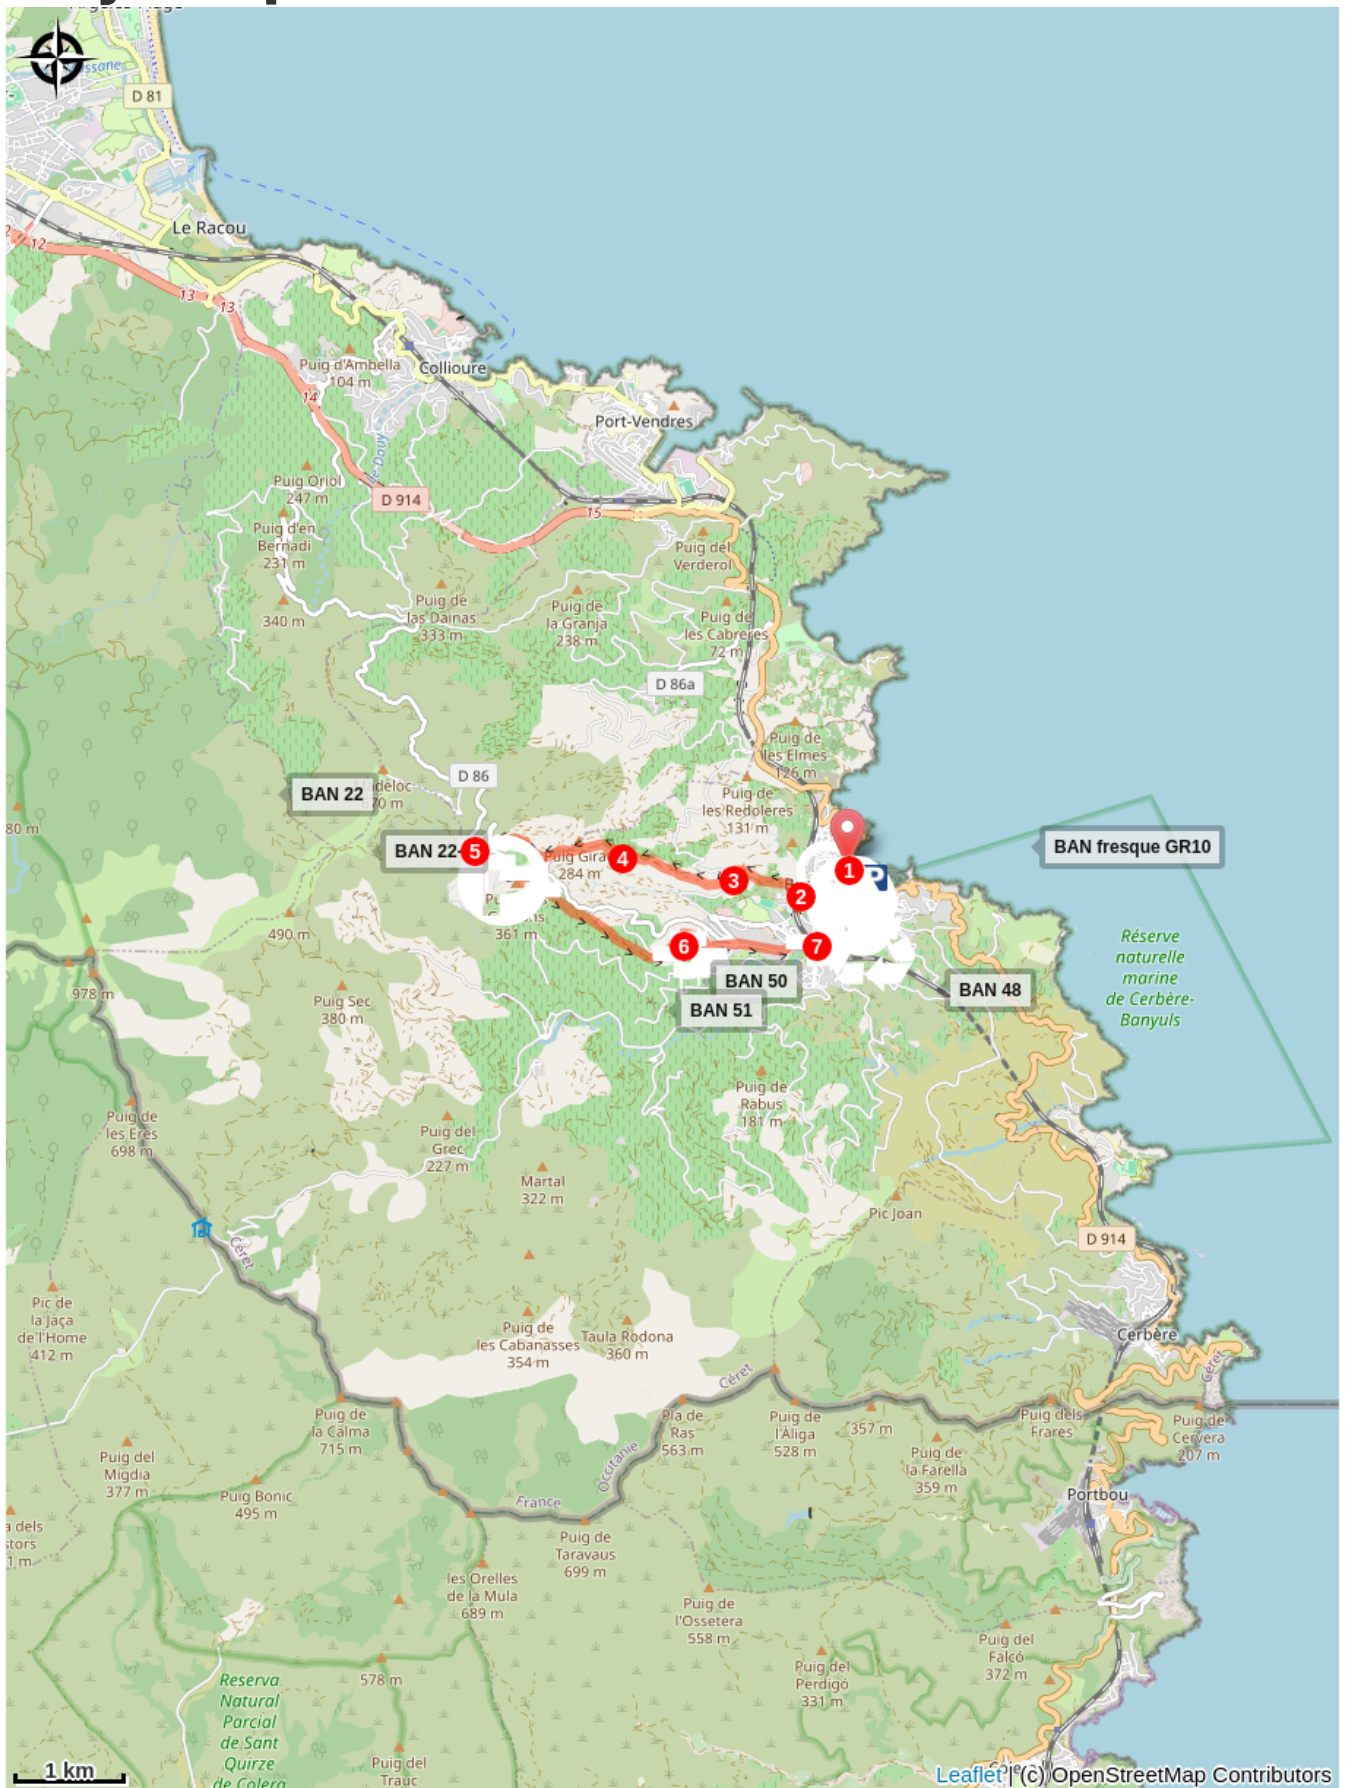 D 81
Le Racou
12
13
13
Puig d'Ambella
104 m
Collioure
14
Port-Vendres
le Douy
Puig Oriol
247 m
D 914
15
Puig d'en
Bernadi
231 m
Puig del
Verderol
340 m
Puig de
las Daines
333 m
Puig de
la Granja
238 m
Puig de
les Cabreres
72 m
D 86a
Puig de
les Elmes
126 m
D 86
BAN 22
Puig de
les Redoleres
131 m
80 m
BAN 22-
5
4
284 m
3
2
1
P
BAN fresque GR10
490 m
361 m
6
7
Réserve
naturelle
marine
de Cerbère-
Banyuls
978 m
Puig Sec
380 m
BAN 50
BAN 51
BAN 48
Puig de
les Eres
698 m
Puig del
Grec
227 m
Puig de
Rabus
181 m
Martal
322 m
Pic Joan
Céret
D 914
Pic de
la Jaça
de l'Home
412 m
Puig de
les Cabanasses
354 m
Taula Rodona
360 m
Cerbère
Céret
Céret
Puig de
la Calma
715 m
Pla de
Ras
563 m
Puig de
l'Àliga
528 m
357 m
Puig dels
Frares
Puig de
Cervera
207 m
Puig del
Migdia
377 m
Occitanie
Puig de
la Farella
359 m
Puig Bonic
495 m
France
Portbou
Puig de
Taravaus
699 m
les Orelles
de la Mula
689 m
Puig de
l'Ossetera
558 m
Puig del
Falcó
372 m
Puig del
Perdigó
331 m
578 m
Reserva
Natural
Parcial
de Sant
Quirze
de Colera
Puig del
Trauc
1 km
Leaflet | (c) OpenStreetMap Contributors